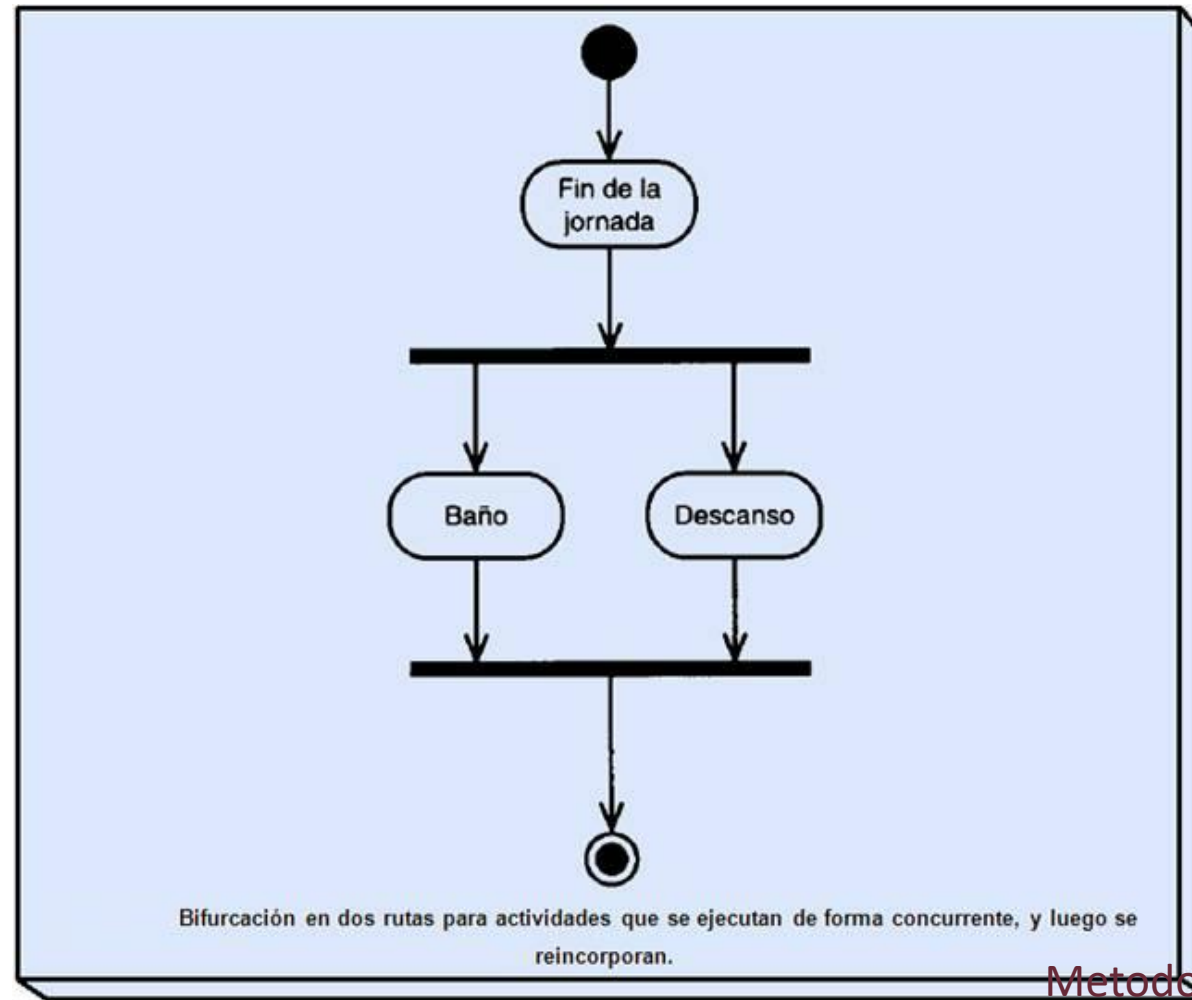 Fin de la
jornada
Baño
Descanso
Bifurcación en dos rutas para actividades que se ejecutan de forma concurrente, y luego se
reincorporan.
Metodo